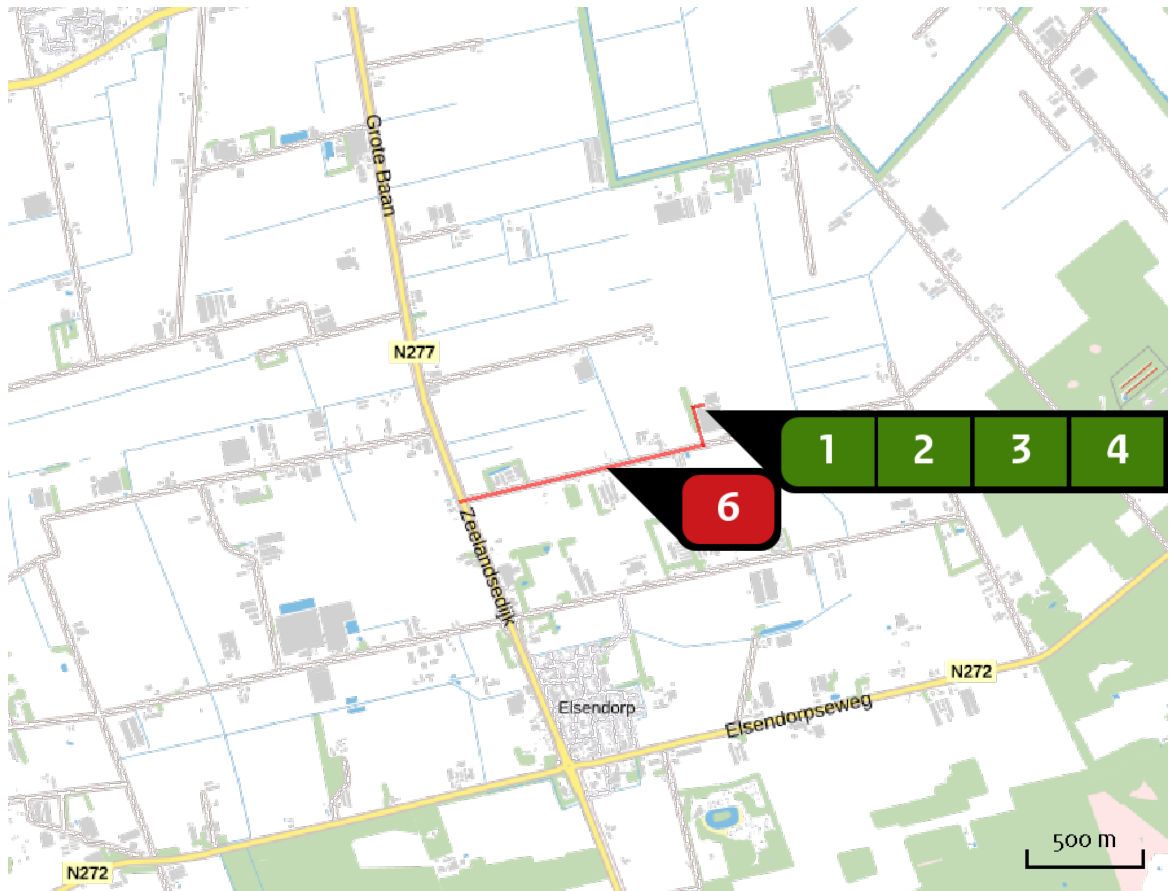 Grote Baan
N277
1 2 3 4
6
Zeelandsedijk
N272
Elsendorp
Elsendorpseweg
500 m
N272